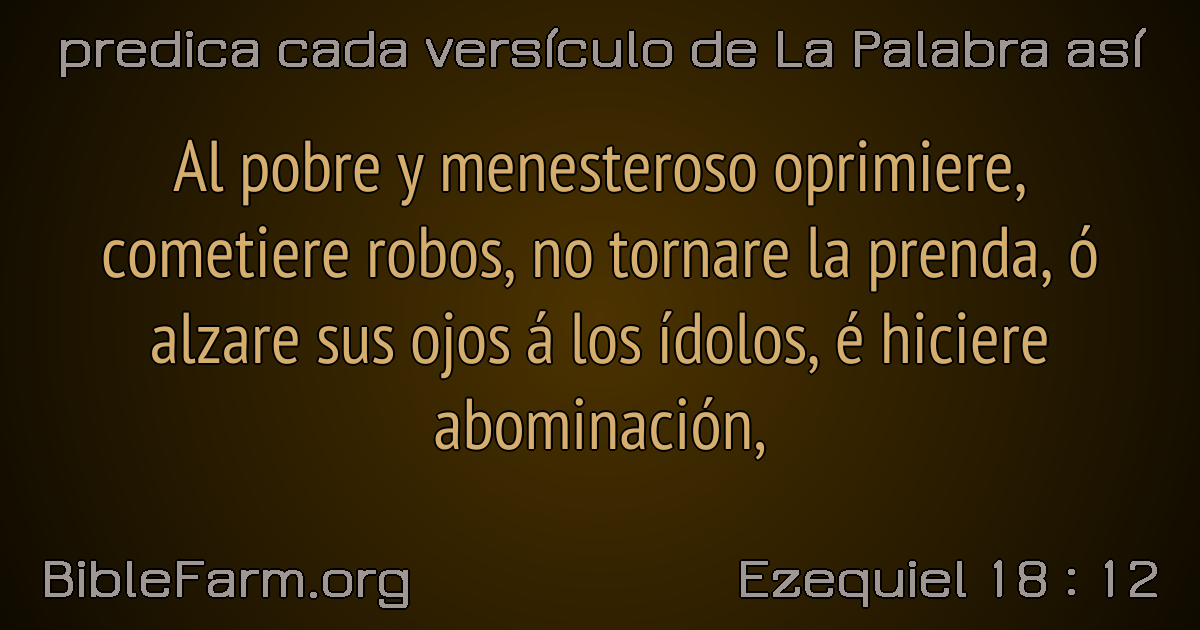 predica cada versículo de La Palabra así
Al pobre y menesteroso oprimiere,
cometiere robos, no tornare la prenda, ó
alzare sus ojos á los ídolos, é hiciere
abominación,
BibleFarm.org
Ezequiel 18 : 12